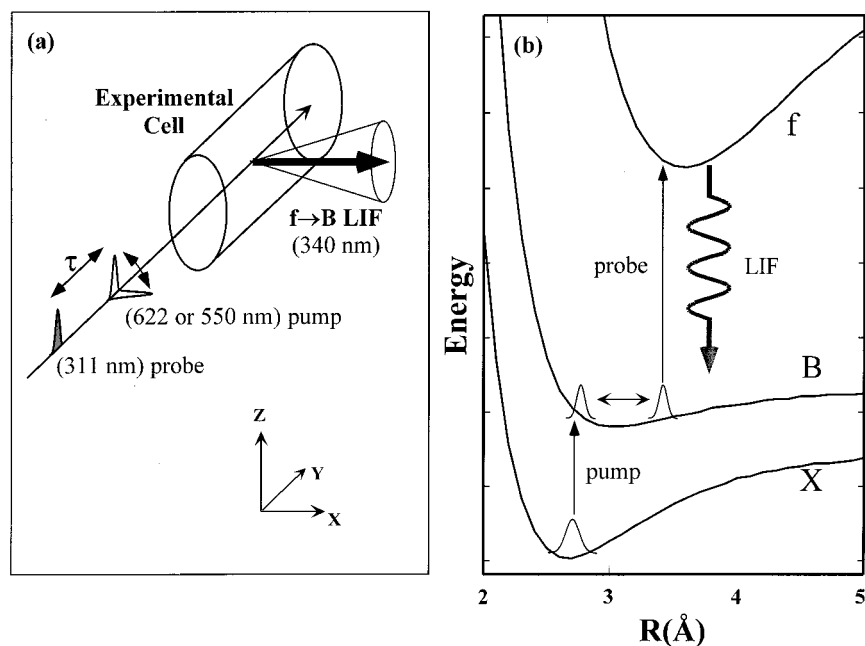 (a)
Experimental
Cell
f→B LIF
(340 nm)
τ
(622 or 550 nm) pump
(311 nm) probe
Z
Y
X
(b)
f
probe
LIF
B
pump
X
Energy
2
3
4
5
R(Å)